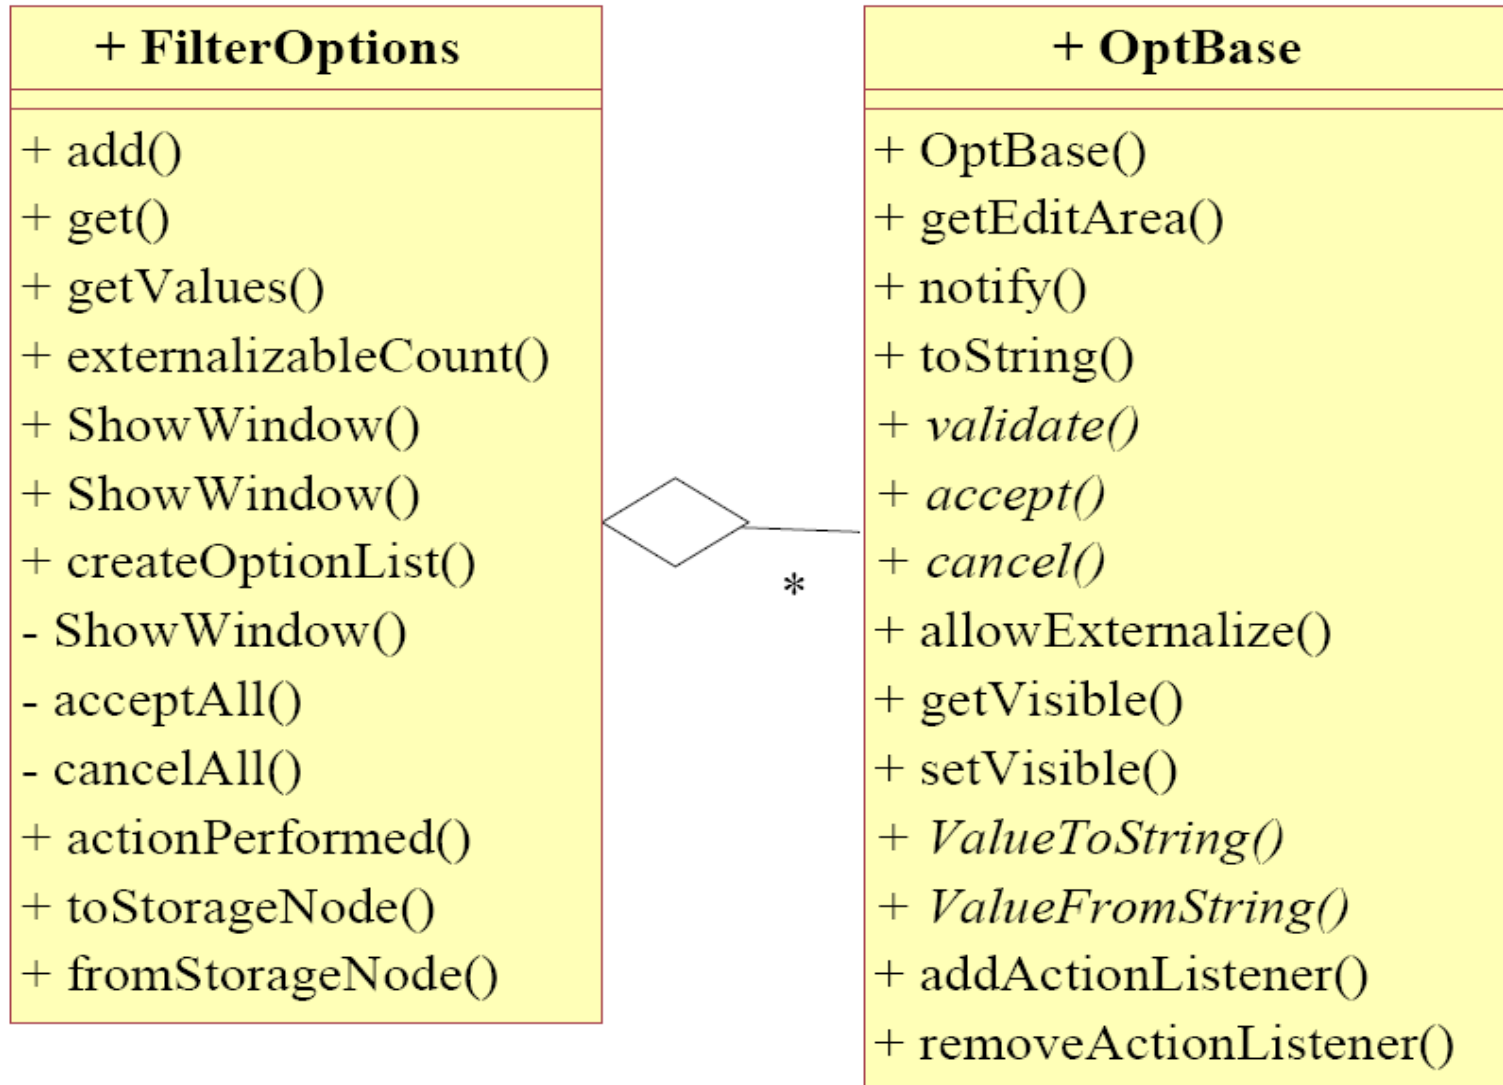 + FilterOptions
+ add()
+ get()
+ getValues()
+ externalizableCount()
+ ShowWindow()
+ ShowWindow()
+ createOptionList()
- ShowWindow()
- acceptAll()
- cancelAll()
+ actionPerformed()
+ toStorageNode()
+ fromStorageNode()
*
+ OptBase
+ OptBase()
+ getEditArea()
+ notify()
+ toString()
+ validate()
+ accept()
+ cancel()
+ allowExternalize()
+ getVisible()
+ setVisible()
+ ValueToString()
+ ValueFromString()
+ addActionListener()
+ removeActionListener()